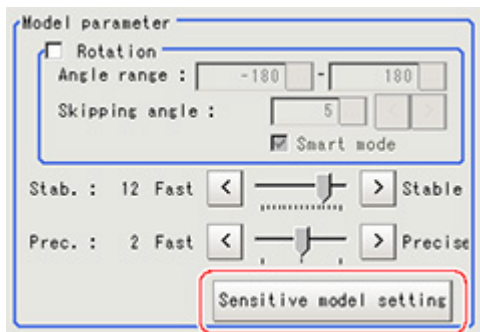 Model parameter
Rotation
Angle range : -180 - 180
Skipping angle : 5 < >
Smart mode
Stab. : 12 Fast < > Stable
Prec. : 2 Fast < > Precise
Sensitive model setting